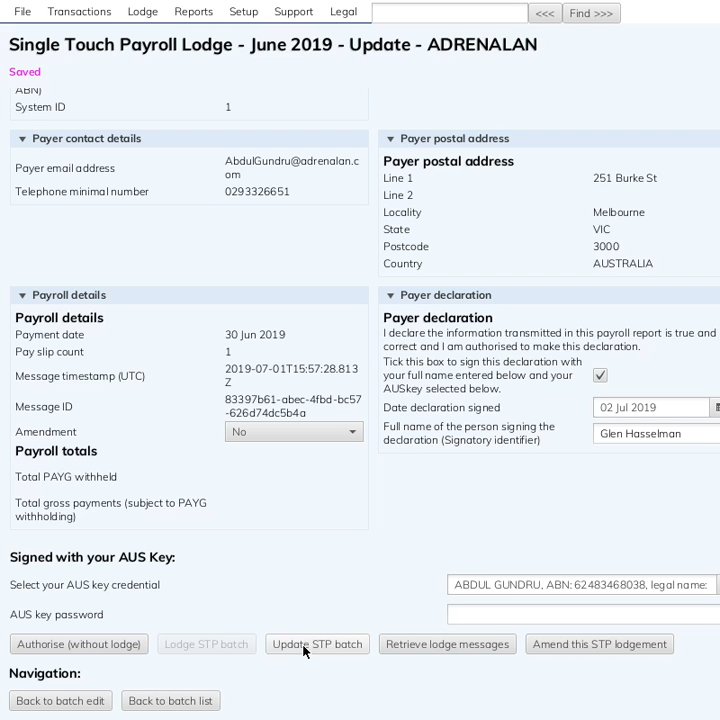 File Transactions Lodge Reports Setup Support Legal <<< Find >>>
Single Touch Payroll Lodge - June 2019 - Update - ADRENALAN
Saved
ABN)
System ID 1
Payer contact details
Payer email address AbdulGundru@adrenalan.c
om
Telephone minimal number 0293326651
Payer postal address
Payer postal address
Line 1 251 Burke St
Line 2
Locality Melbourne
State VIC
Postcode 3000
Country AUSTRALIA
Payroll details
Payroll details
Payment date 30 Jun 2019
Pay slip count 1
Message timestamp (UTC) 2019-07-01T15:57:28.813
Z
Message ID 83397b61-abec-4fbd-bc57
-626d74dc5b4a
Amendment No
Payroll totals
Total PAYG withheld
Total gross payments (subject to PAYG
withholding)
Payer declaration
Payer declaration
I declare the information transmitted in this payroll report is true and
correct and I am authorised to make this declaration.
Tick this box to sign this declaration with
your full name entered below and your
AUSkey selected below.
Date declaration signed 02 Jul 2019
Full name of the person signing the
declaration (Signatory identifier) Glen Hasselman
Signed with your AUS Key:
Select your AUS key credential ABDUL GUNDRU, ABN: 62483468038, legal name:
AUS key password
Authorise (without lodge) Lodge STP batch Update STP batch Retrieve lodge messages Amend this STP lodgement
Navigation:
Back to batch edit Back to batch list